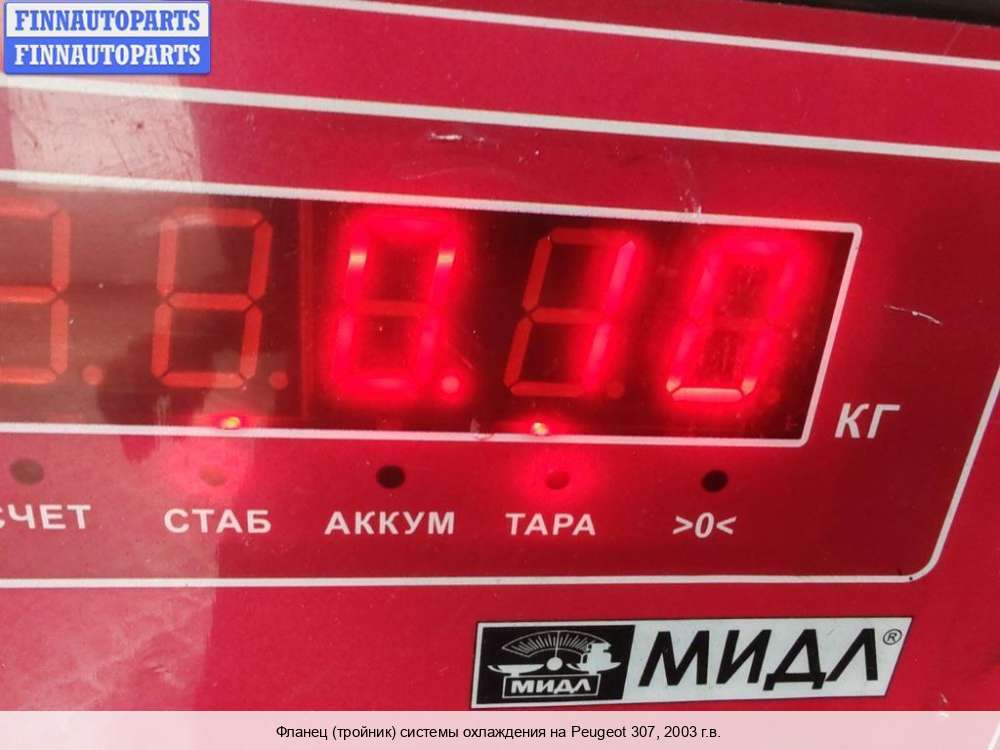 FINNAUTOPARTS
FINNAUTOPARTS
0.10
КГ
СЧЕТ СТАБ АККУМ ТАРА >0<
МИДЛ МИДЛ®
Фланец (тройник) системы охлаждения на Peugeot 307, 2003 г.в.